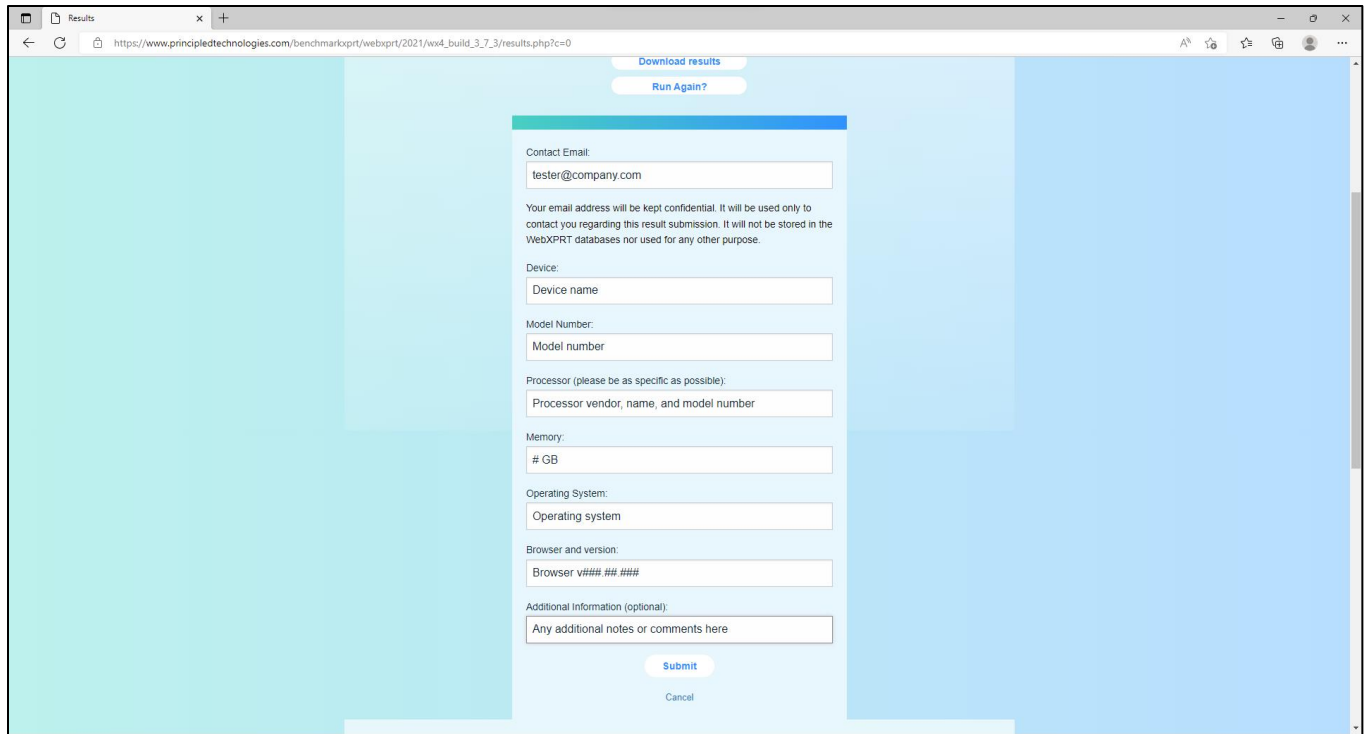 Results
https://www.principledtechnologies.com/benchmarkxprt/webxprt/2021/wx4_build_3_7_3/results.php?c=0
Download results
Run Again?
Contact Email:
tester@company.com
Your email address will be kept confidential. It will be used only to
contact you regarding this result submission. It will not be stored in the
WebXPRT databases nor used for any other purpose.
Device:
Device name
Model Number:
Model number
Processor (please be as specific as possible):
Processor vendor, name, and model number
Memory:
# GB
Operating System:
Operating system
Browser and version:
Browser v###.##.###
Additional Information (optional):
Any additional notes or comments here
Submit
Cancel